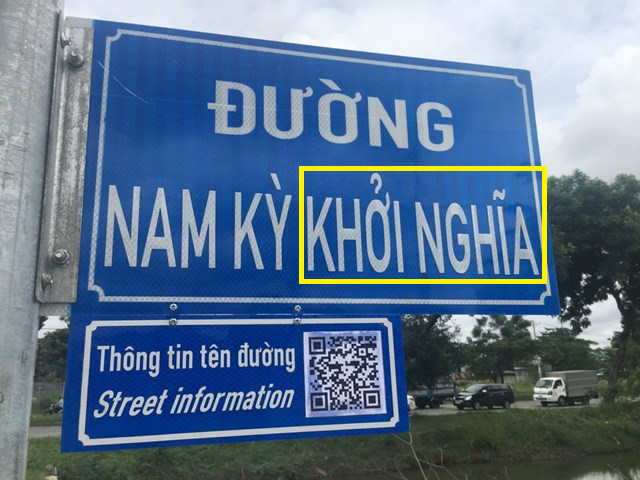 ĐƯỜNG
NAM KỲ KHỞI NGHĨA
Thông tin tên đường
Street information